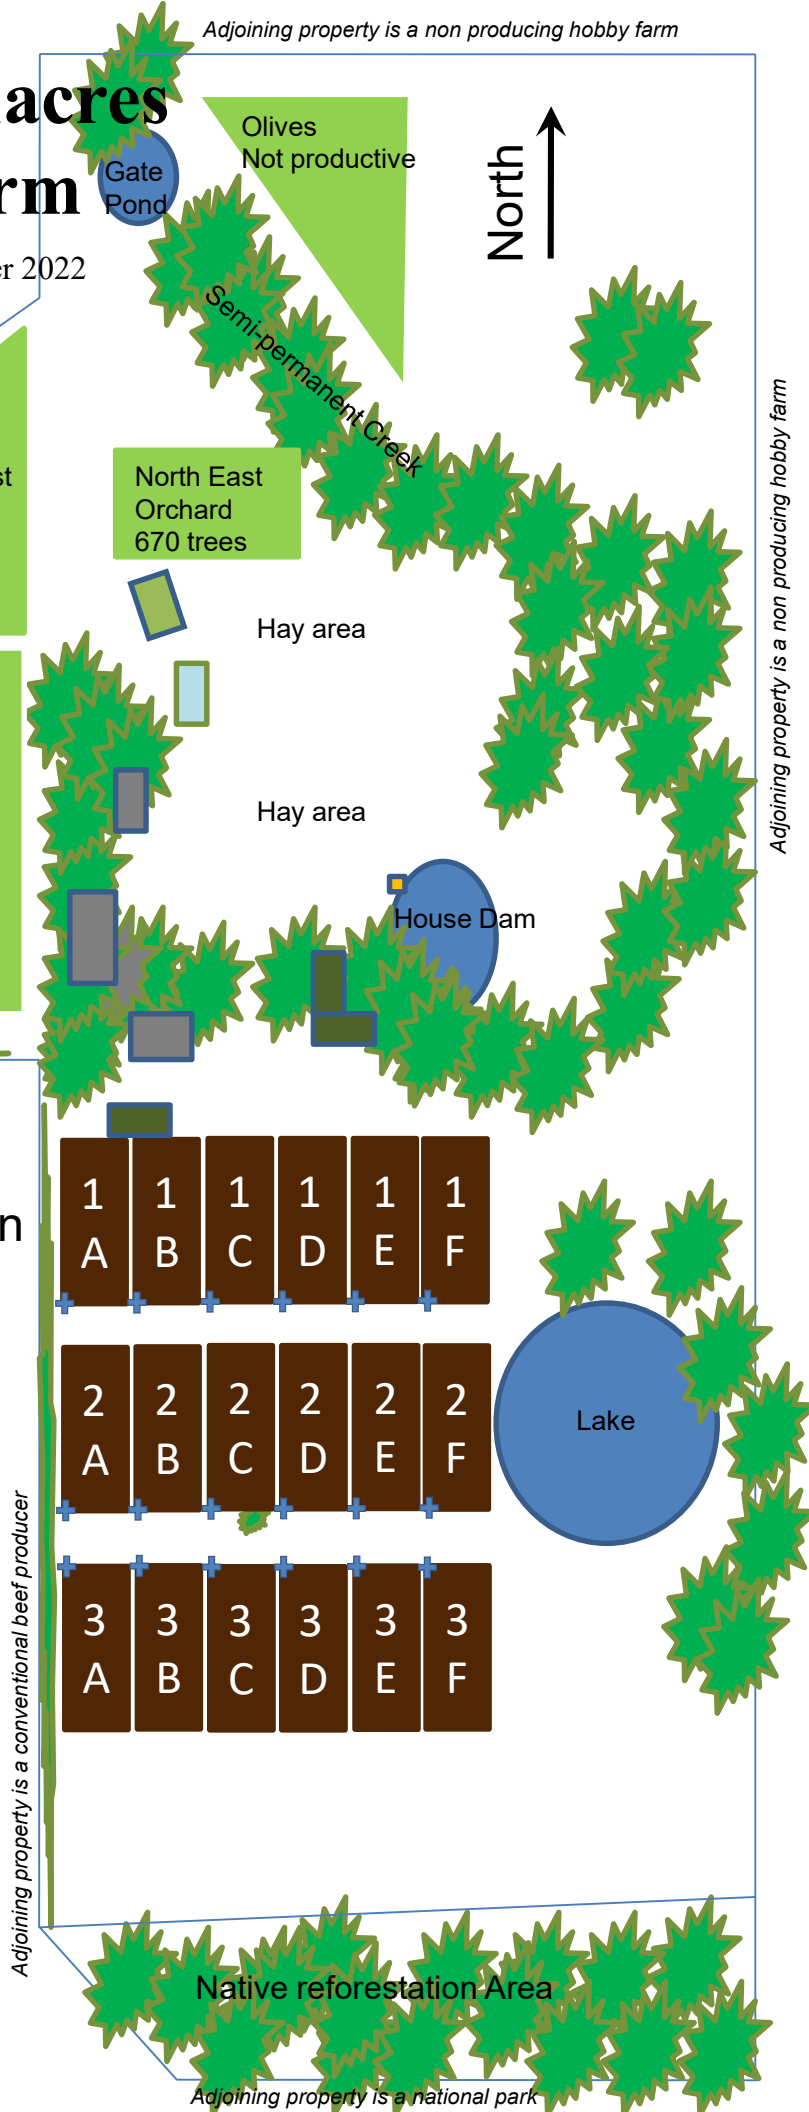 Adjoining property is a non producing hobby farm
acres
rm
er 2022
Gate
Pond
Olives
Not productive
North
Semi-permanent Creek
st
North East
Orchard
670 trees
Hay area
Adjoining property is a non producing hobby farm
Hay area
House Dam
n
1
A
1
B
1
C
1
D
1
E
1
F
2
A
2
B
2
C
2
D
2
E
2
F
Lake
3
A
3
B
3
C
3
D
3
E
3
F
Adjoining property is a conventional beef producer
Native reforestation Area
Adjoining property is a national park